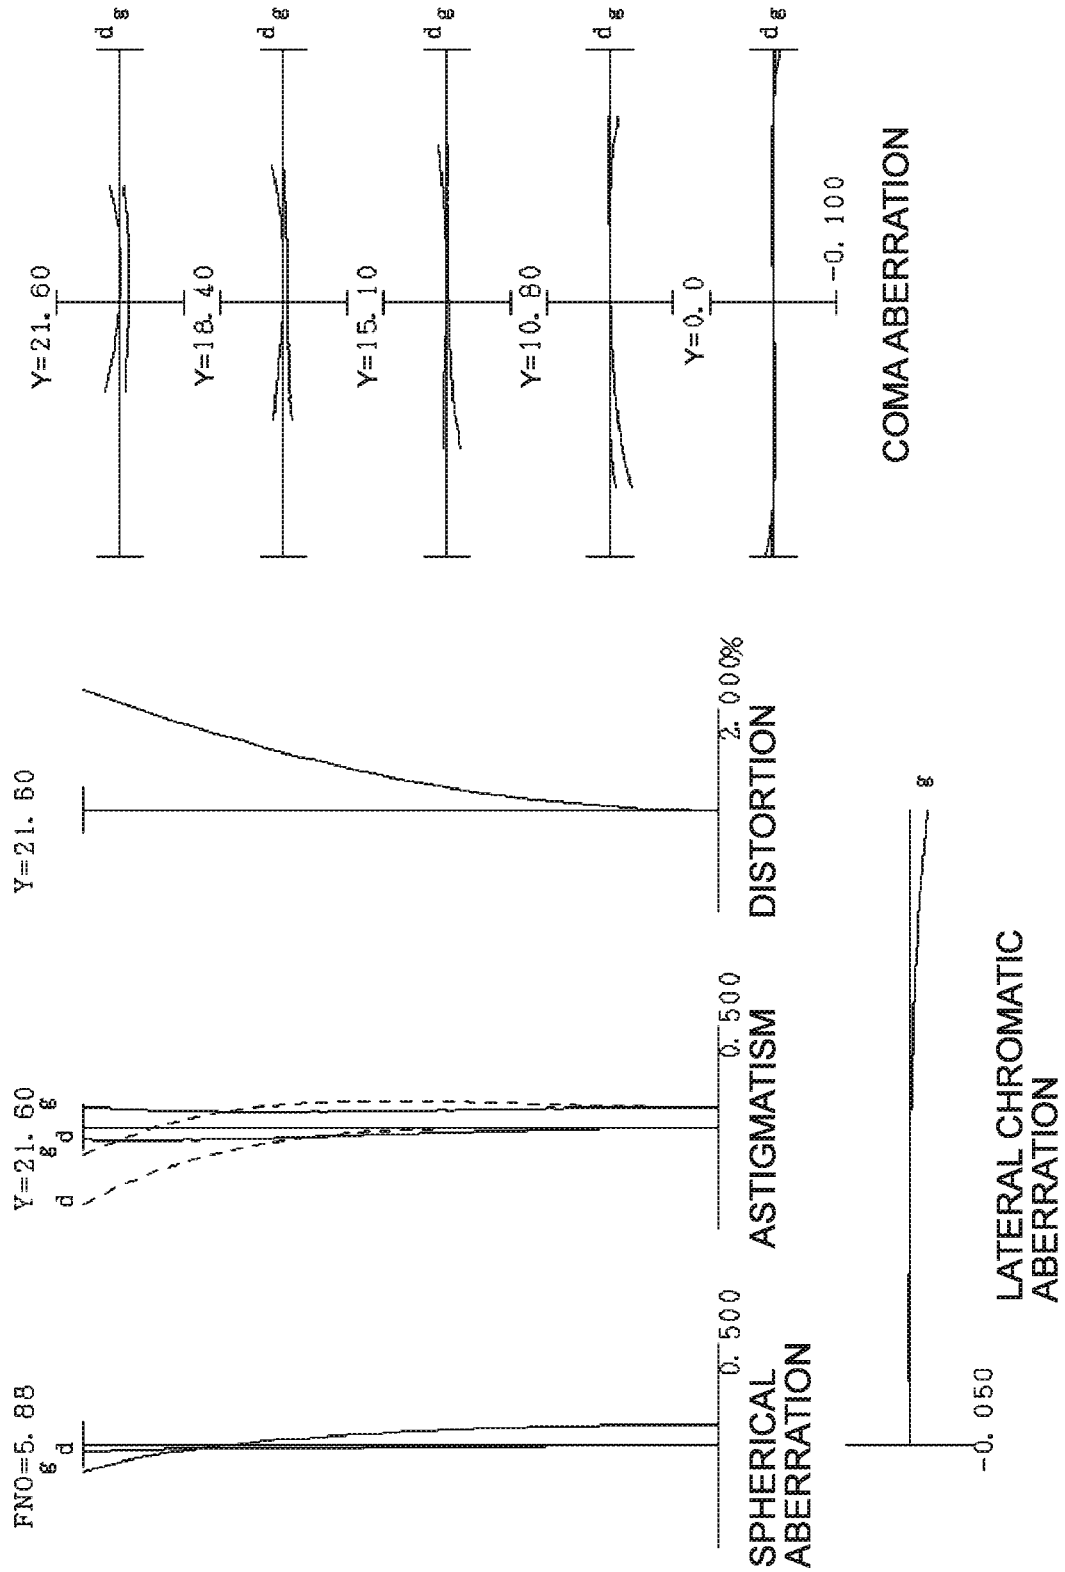 FNO=5.88
g d
0.500
SPHERICAL
ABERRATION
Y=21.60
d g d g
0.500
ASTIGMATISM
Y=21.60
2.000%
DISTORTION
g
-0.050
LATERAL CHROMATIC
ABERRATION
Y=21.60
d g
Y=18.40
d g
Y=15.10
d g
Y=10.80
d g
Y=0.0
d g
-0.100
COMA ABERRATION